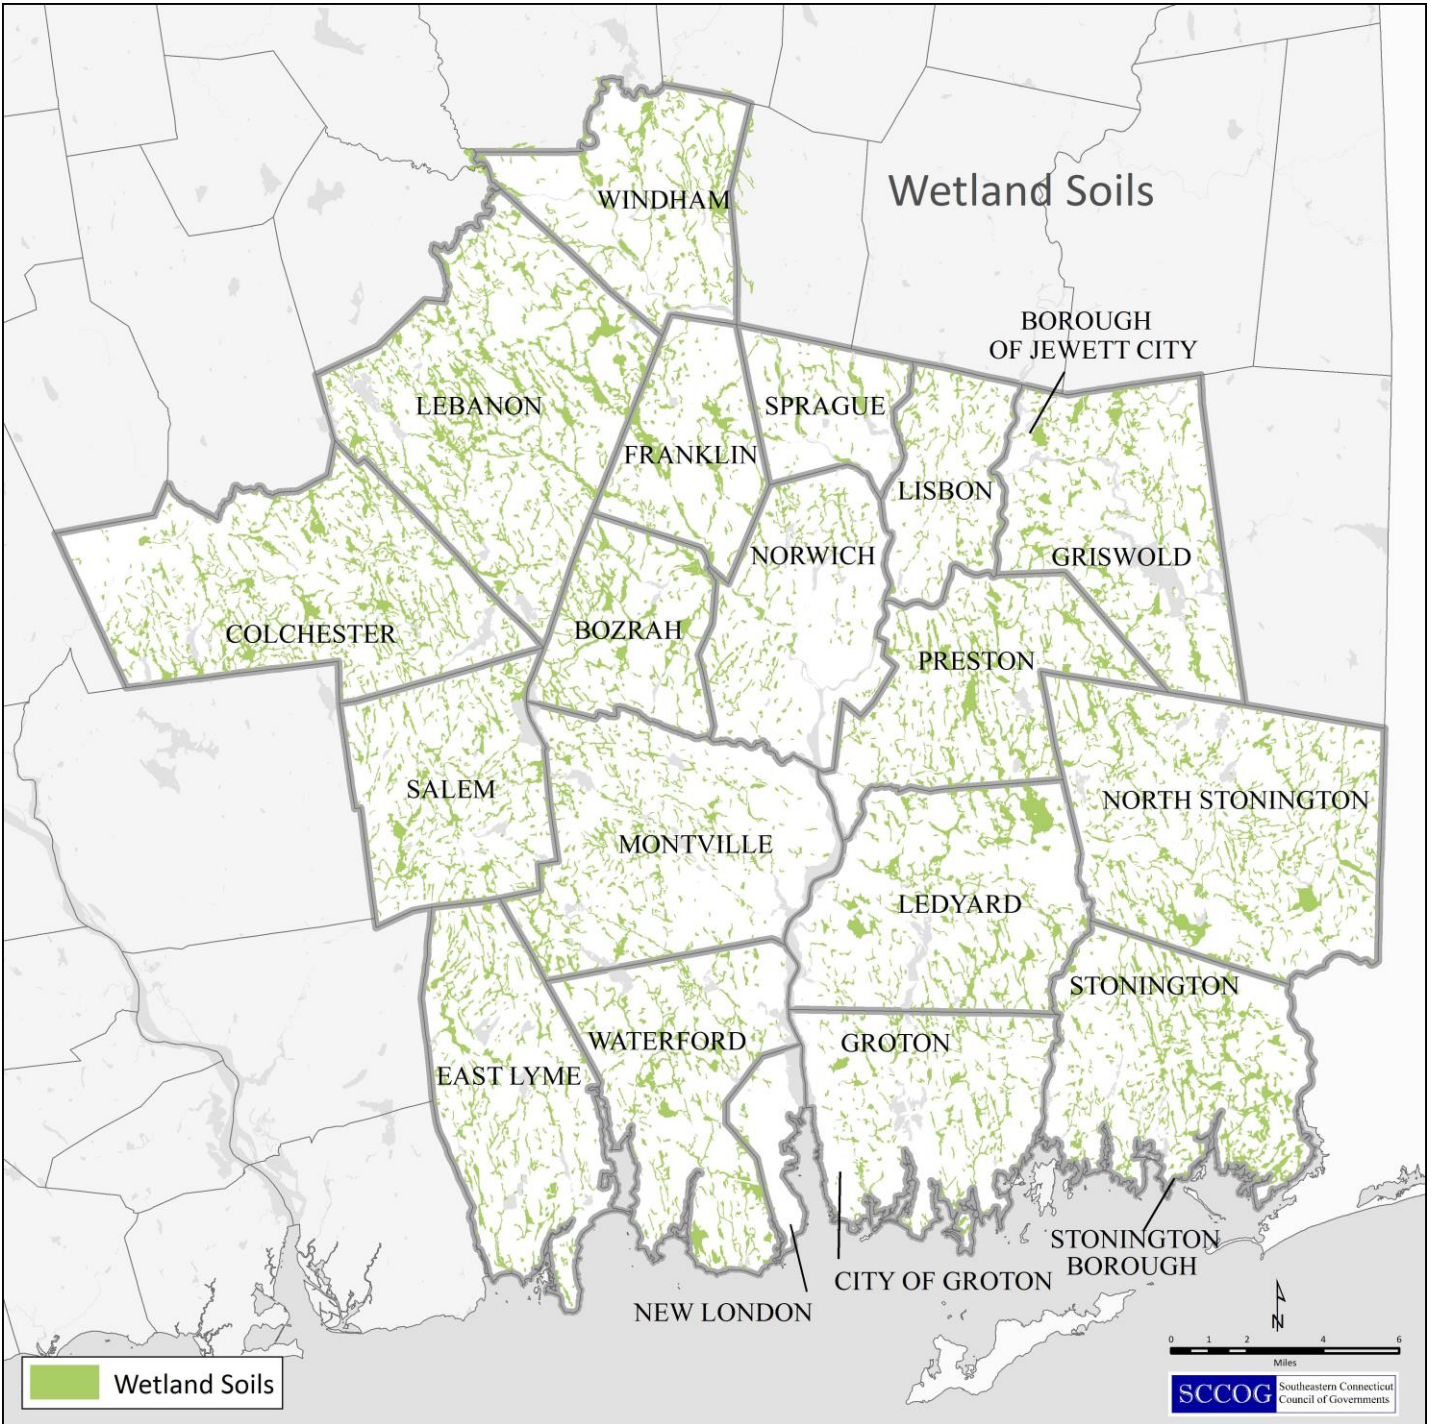 Wetland Soils
WINDHAM
BOROUGH
OF JEWETT CITY
LEBANON
SPRAGUE
FRANKLIN
LISBON
NORWICH
GRISWOLD
COLCHESTER
BOZRAH
PRESTON
SALEM
NORTH STONINGTON
MONTVILLE
LEDYARD
STONINGTON
WATERFORD
GROTON
EAST LYME
STONINGTON
BOROUGH
CITY OF GROTON
NEW LONDON
N
0 1 2 4 6
Miles
Wetland Soils
SCCOG
Southeastern Connecticut
Council of Governments